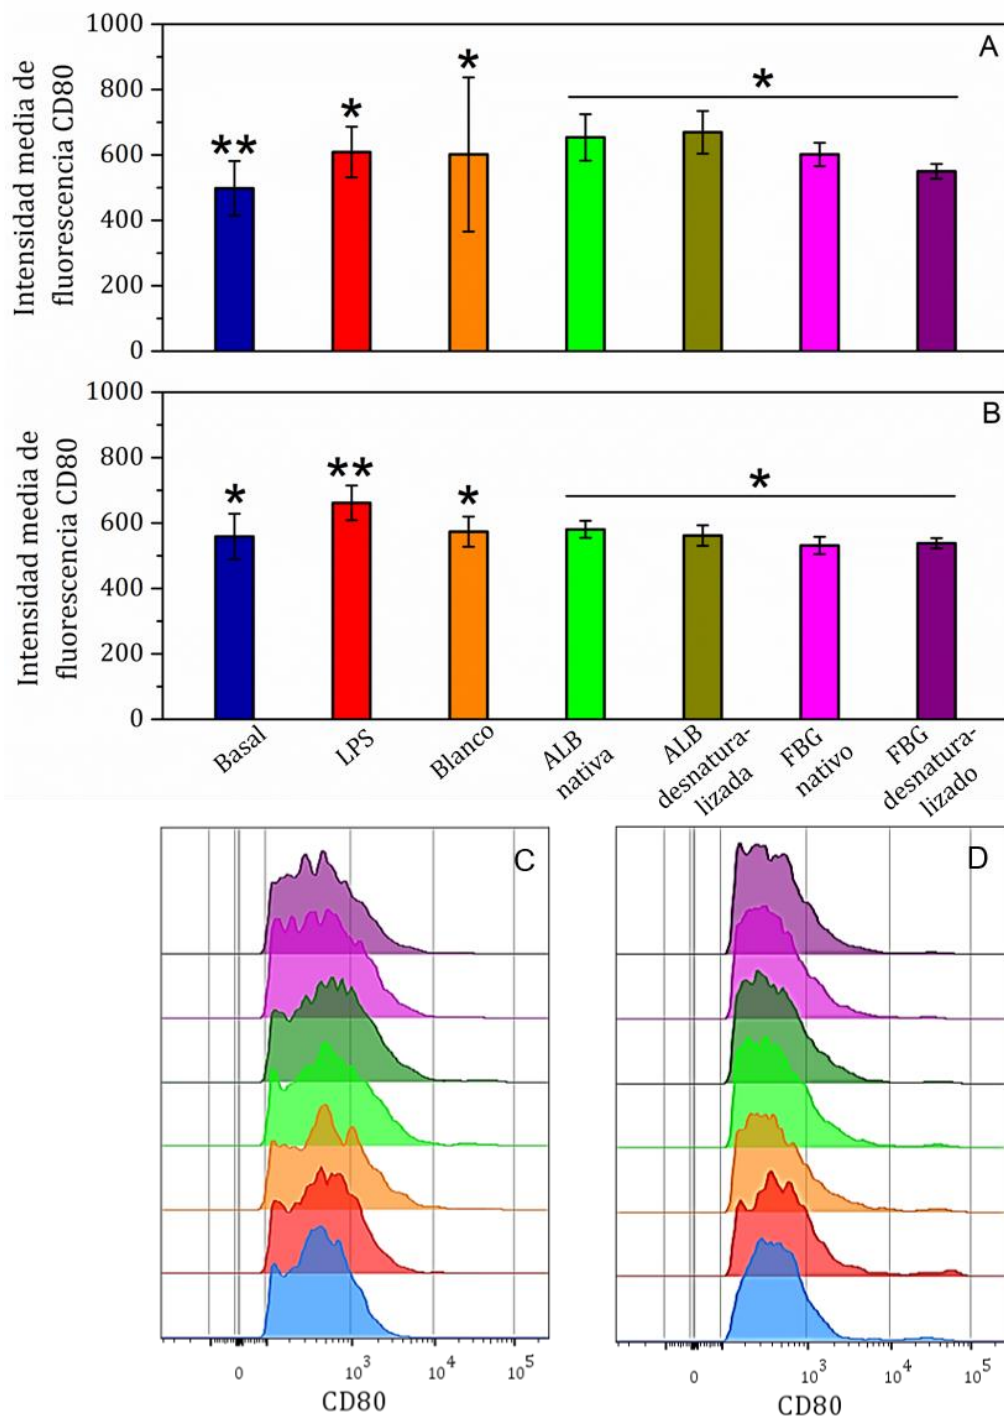 A
Intensidad media de
fluorescencia CD80
1000
800
600
400
200
0
**
*
*
*
B
Intensidad media de
fluorescencia CD80
1000
800
600
400
200
0
*
**
*
*
Basal
LPS
Blanco
ALB
nativa
ALB
desnatura-
lizada
FBG
nativo
FBG
desnatura-
lizado
C
0
10³
10⁴
10⁵
CD80
D
0
10³
10⁴
10⁵
CD80